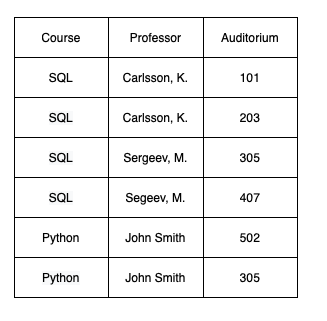 Course Professor Auditorium
SQL Carlsson, K. 101
SQL Carlsson, K. 203
SQL Sergeev, M. 305
SQL Segeev, M. 407
Python John Smith 502
Python John Smith 305